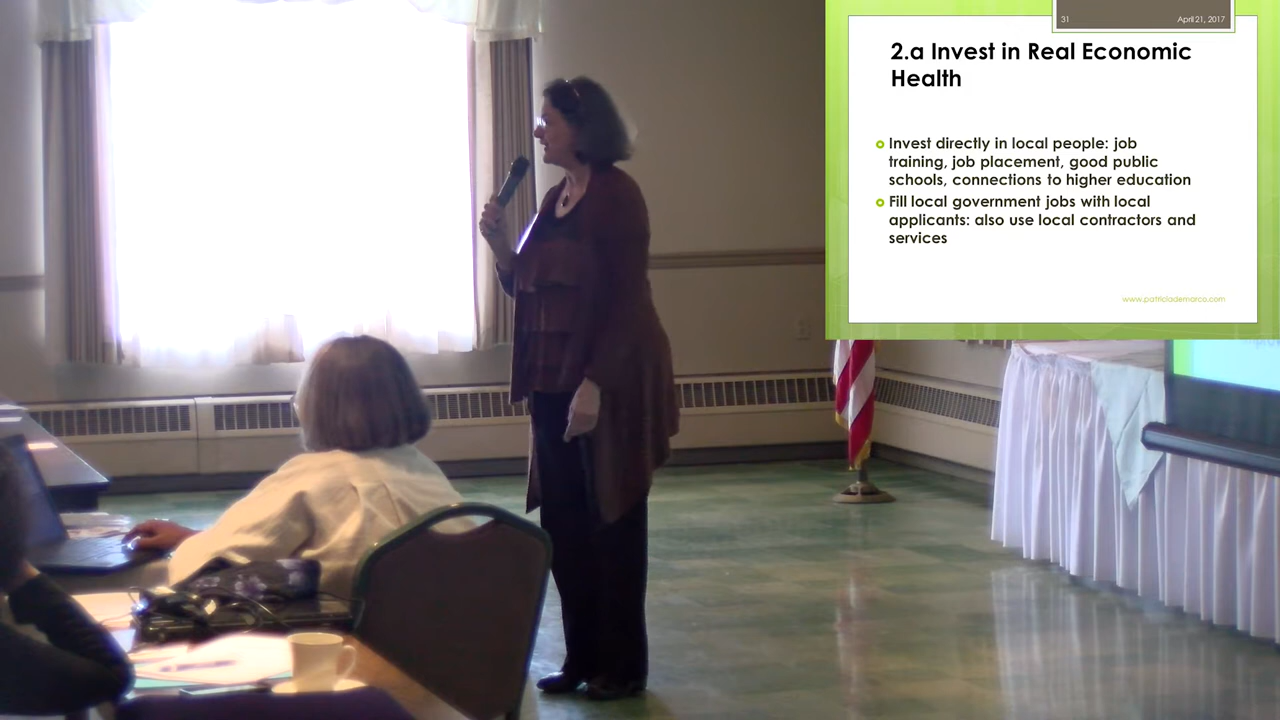 31 April 21, 2017
2.a Invest in Real Economic
Health
Invest directly in local people: job
training, job placement, good public
schools, connections to higher education
Fill local government jobs with local
applicants: also use local contractors and
services
www.patriciademarco.com